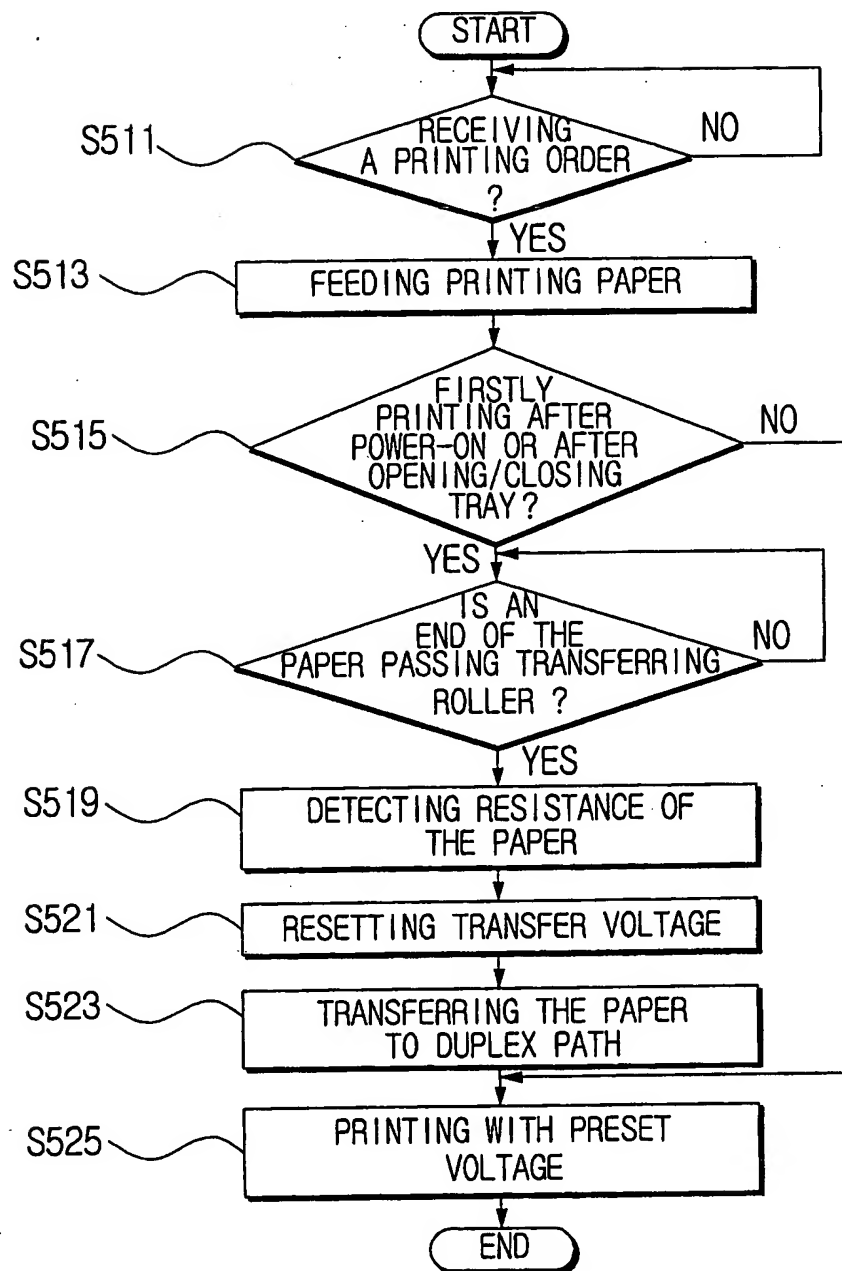 START
S511
RECEIVING
A PRINTING ORDER
?
NO
YES
S513
FEEDING PRINTING PAPER
S515
FIRSTLY
PRINTING AFTER
POWER-ON OR AFTER
OPENING/CLOSING
TRAY?
NO
YES
S517
IS AN
END OF THE
PAPER PASSING TRANSFERRING
ROLLER ?
NO
YES
S519
DETECTING RESISTANCE OF
THE PAPER
S521
RESETTING TRANSFER VOLTAGE
S523
TRANSFERRING THE PAPER
TO DUPLEX PATH
S525
PRINTING WITH PRESET
VOLTAGE
END